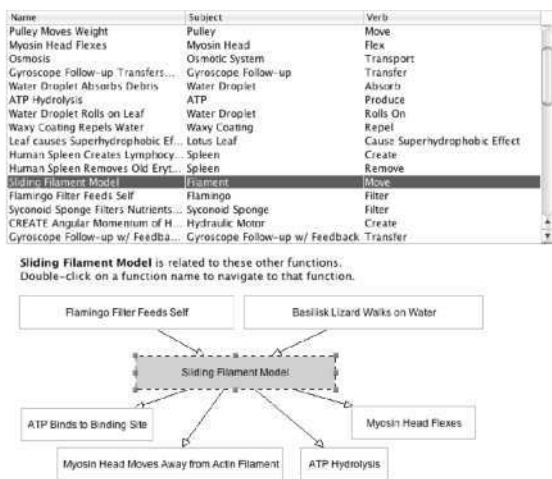 Name Subject Verb
Pulley Moves Weight Pulley Move
Myosin Head Flexes Myosin Head Flex
Osmosis Osmotic System Transport
Gyroscope Follow-up Transfers... Gyroscope Follow-up Transfer
Water Droplet Absorbs Debris Water Droplet Absorb
ATP Hydrolysis ATP Produce
Water Droplet Rolls on Leaf Water Droplet Rolls On
Waxy Coating Repels Water Waxy Coating Repel
Leaf causes Superhydrophobic Ef... Lotus Leaf Cause Superhydrophobic Effect
Human Spleen Creates Lymphocy... Spleen Create
Human Spleen Removes Old Eryt... Spleen Remove
Sliding Filament Model Filament Move
Flamingo Filter Feeds Self Flamingo Filter
Syconoid Sponge Filters Nutrients... Syconoid Sponge Filter
CREATE Angular Momentum of H... Hydraulic Motor Create
Gyroscope Follow-up w/ Feedba... Gyroscope Follow-up w/ Feedback Transfer
Sliding Filament Model is related to these other functions.
Double-click on a function name to navigate to that function.
Flamingo Filter Feeds Self Basilisk Lizard Walks on Water
Sliding Filament Model
ATP Binds to Binding Site Myosin Head Flexes
Myosin Head Moves Away from Actin Filament ATP Hydrolysis